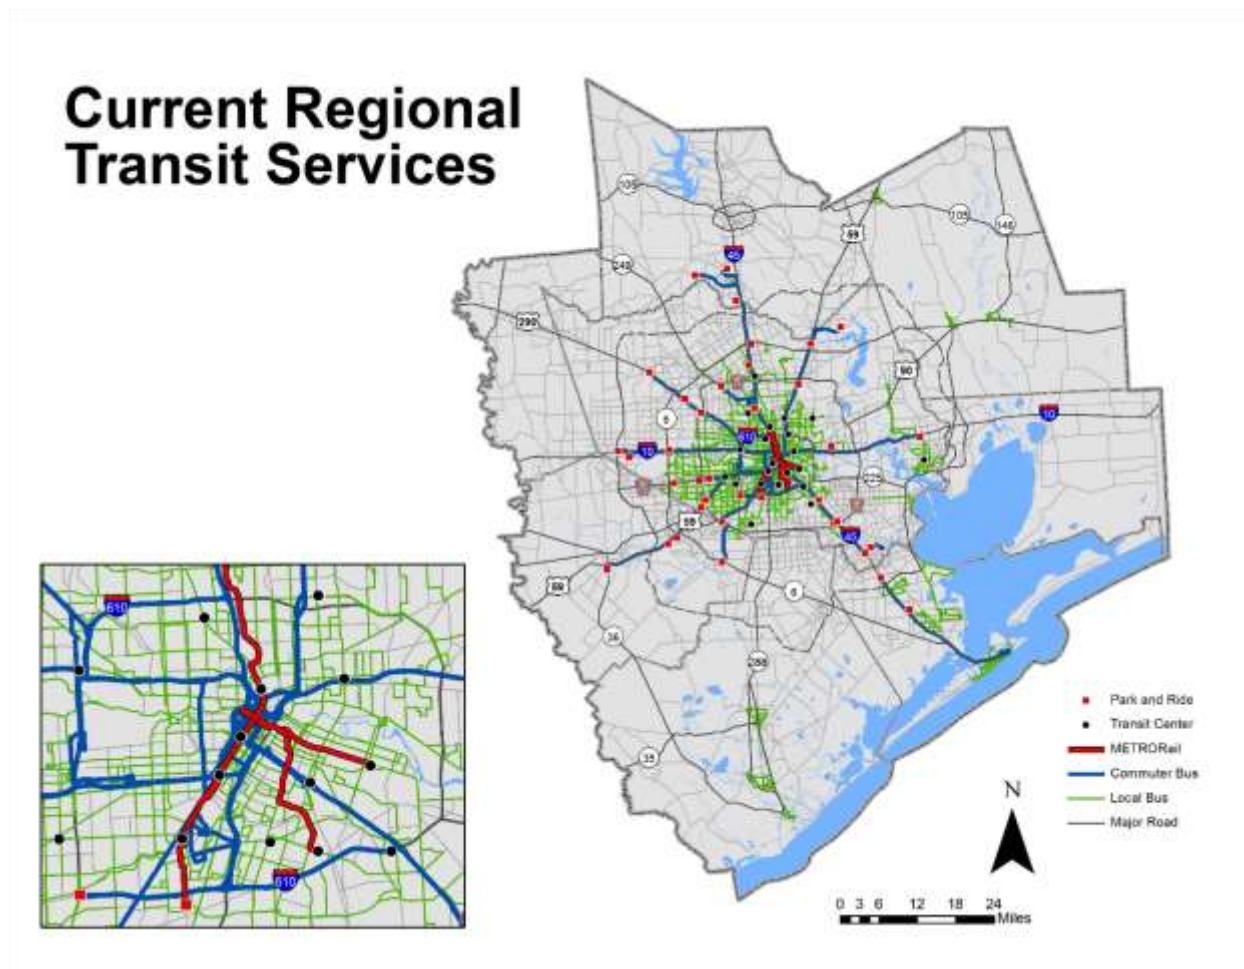 Current Regional
Transit Services
105
45
59
105
146
249
290
90
6
10
610
10
225
59
45
59
6
36
288
35
610
610
Park and Ride
Transit Center
METRORail
Commuter Bus
Local Bus
Major Road
N
0 3 6 12 18 24
Miles